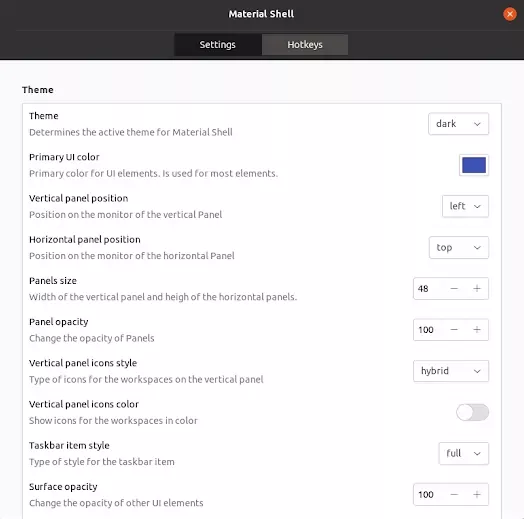 Material Shell
Settings Hotkeys
Theme
Theme dark
Determines the active theme for Material Shell
Primary UI color
Primary color for UI elements. Is used for most elements.
Vertical panel position left
Position on the monitor of the vertical Panel
Horizontal panel position top
Position on the monitor of the horizontal Panel
Panels size 48 − +
Width of the vertical panel and heigh of the horizontal panels.
Panel opacity 100 − +
Change the opacity of Panels
Vertical panel icons style hybrid
Type of icons for the workspaces on the vertical panel
Vertical panel icons color
Show icons for the workspaces in color
Taskbar item style full
Type of style for the taskbar item
Surface opacity 100 − +
Change the opacity of other UI elements